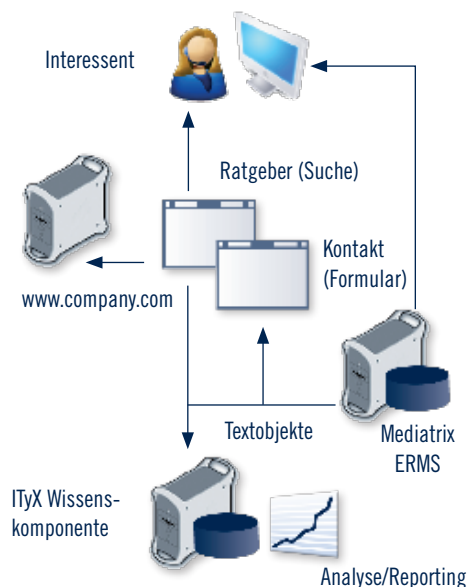 Interessent
Ratgeber (Suche)
Kontakt
(Formular)
www.company.com
Textobjekte
Mediatrix
ERMS
ITyX Wissens-
komponente
Analyse/Reporting